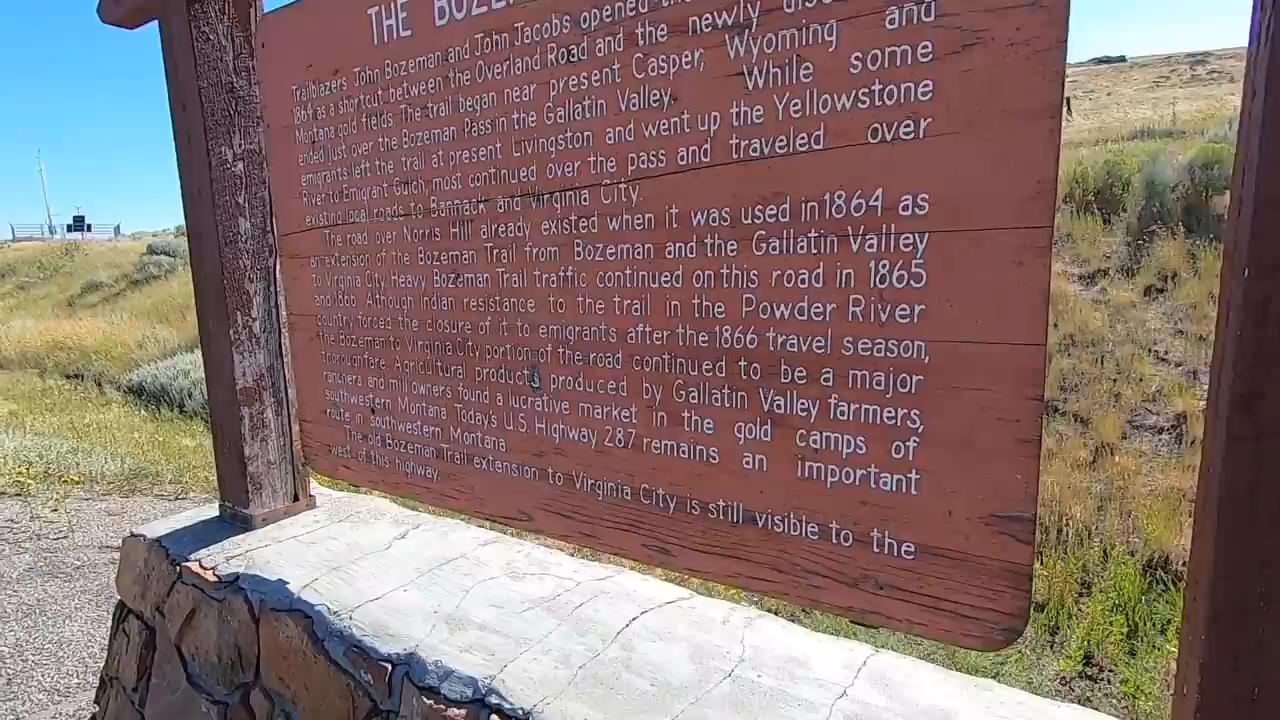 THE BOZE
Trailblazers John Bozeman and John Jacobs opened the
1864 as a shortcut between the Overland Road and the newly disc
Montana gold fields. The trail began near present Casper, Wyoming and
ended just over the Bozeman Pass in the Gallatin Valley. While some
emigrants left the trail at present Livingston and went up the Yellowstone
River to Emigrant Gulch, most continued over the pass and traveled over
existing local roads to Bannack and Virginia City.
The road over Norris Hill already existed when it was used in 1864 as
an extension of the Bozeman Trail from Bozeman and the Gallatin Valley
to Virginia City. Heavy Bozeman Trail traffic continued on this road in 1865
and 1866. Although Indian resistance to the trail in the Powder River
country forced the closure of it to emigrants after the 1866 travel season,
the Bozeman to Virginia City portion of the road continued to be a major
thoroughfare. Agricultural products produced by Gallatin Valley farmers,
ranchers and mill owners found a lucrative market in the gold camps of
southwestern Montana. Today's U.S. Highway 287 remains an important
route in southwestern Montana.
The old Bozeman Trail extension to Virginia City is still visible to the
west of this highway.